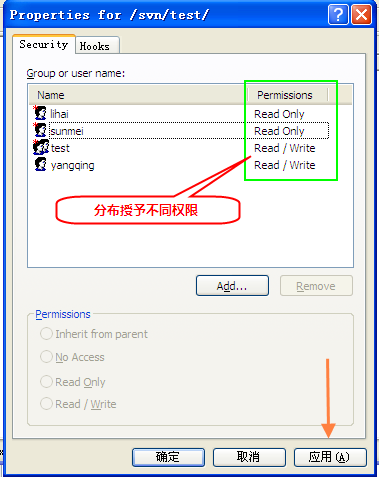 Properties for /svn/test/
Security Hooks
Group or user name:
Name Permissions
lihai Read Only
sunmei Read Only
test Read / Write
yangqing Read / Write
分布授予不同权限
Add... Remove
Permissions
Inherit from parent
No Access
Read Only
Read / Write
确定 取消 应用(A)